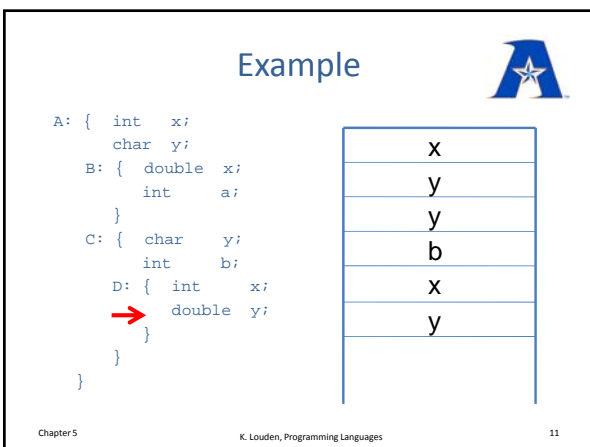 Example
A: { int x;
char y;
B: { double x;
int a;
}
C: { char y;
int b;
D: { int x;
double y;
}
}
}
x
y
y
b
x
y
Chapter 5
K. Louden, Programming Languages
11